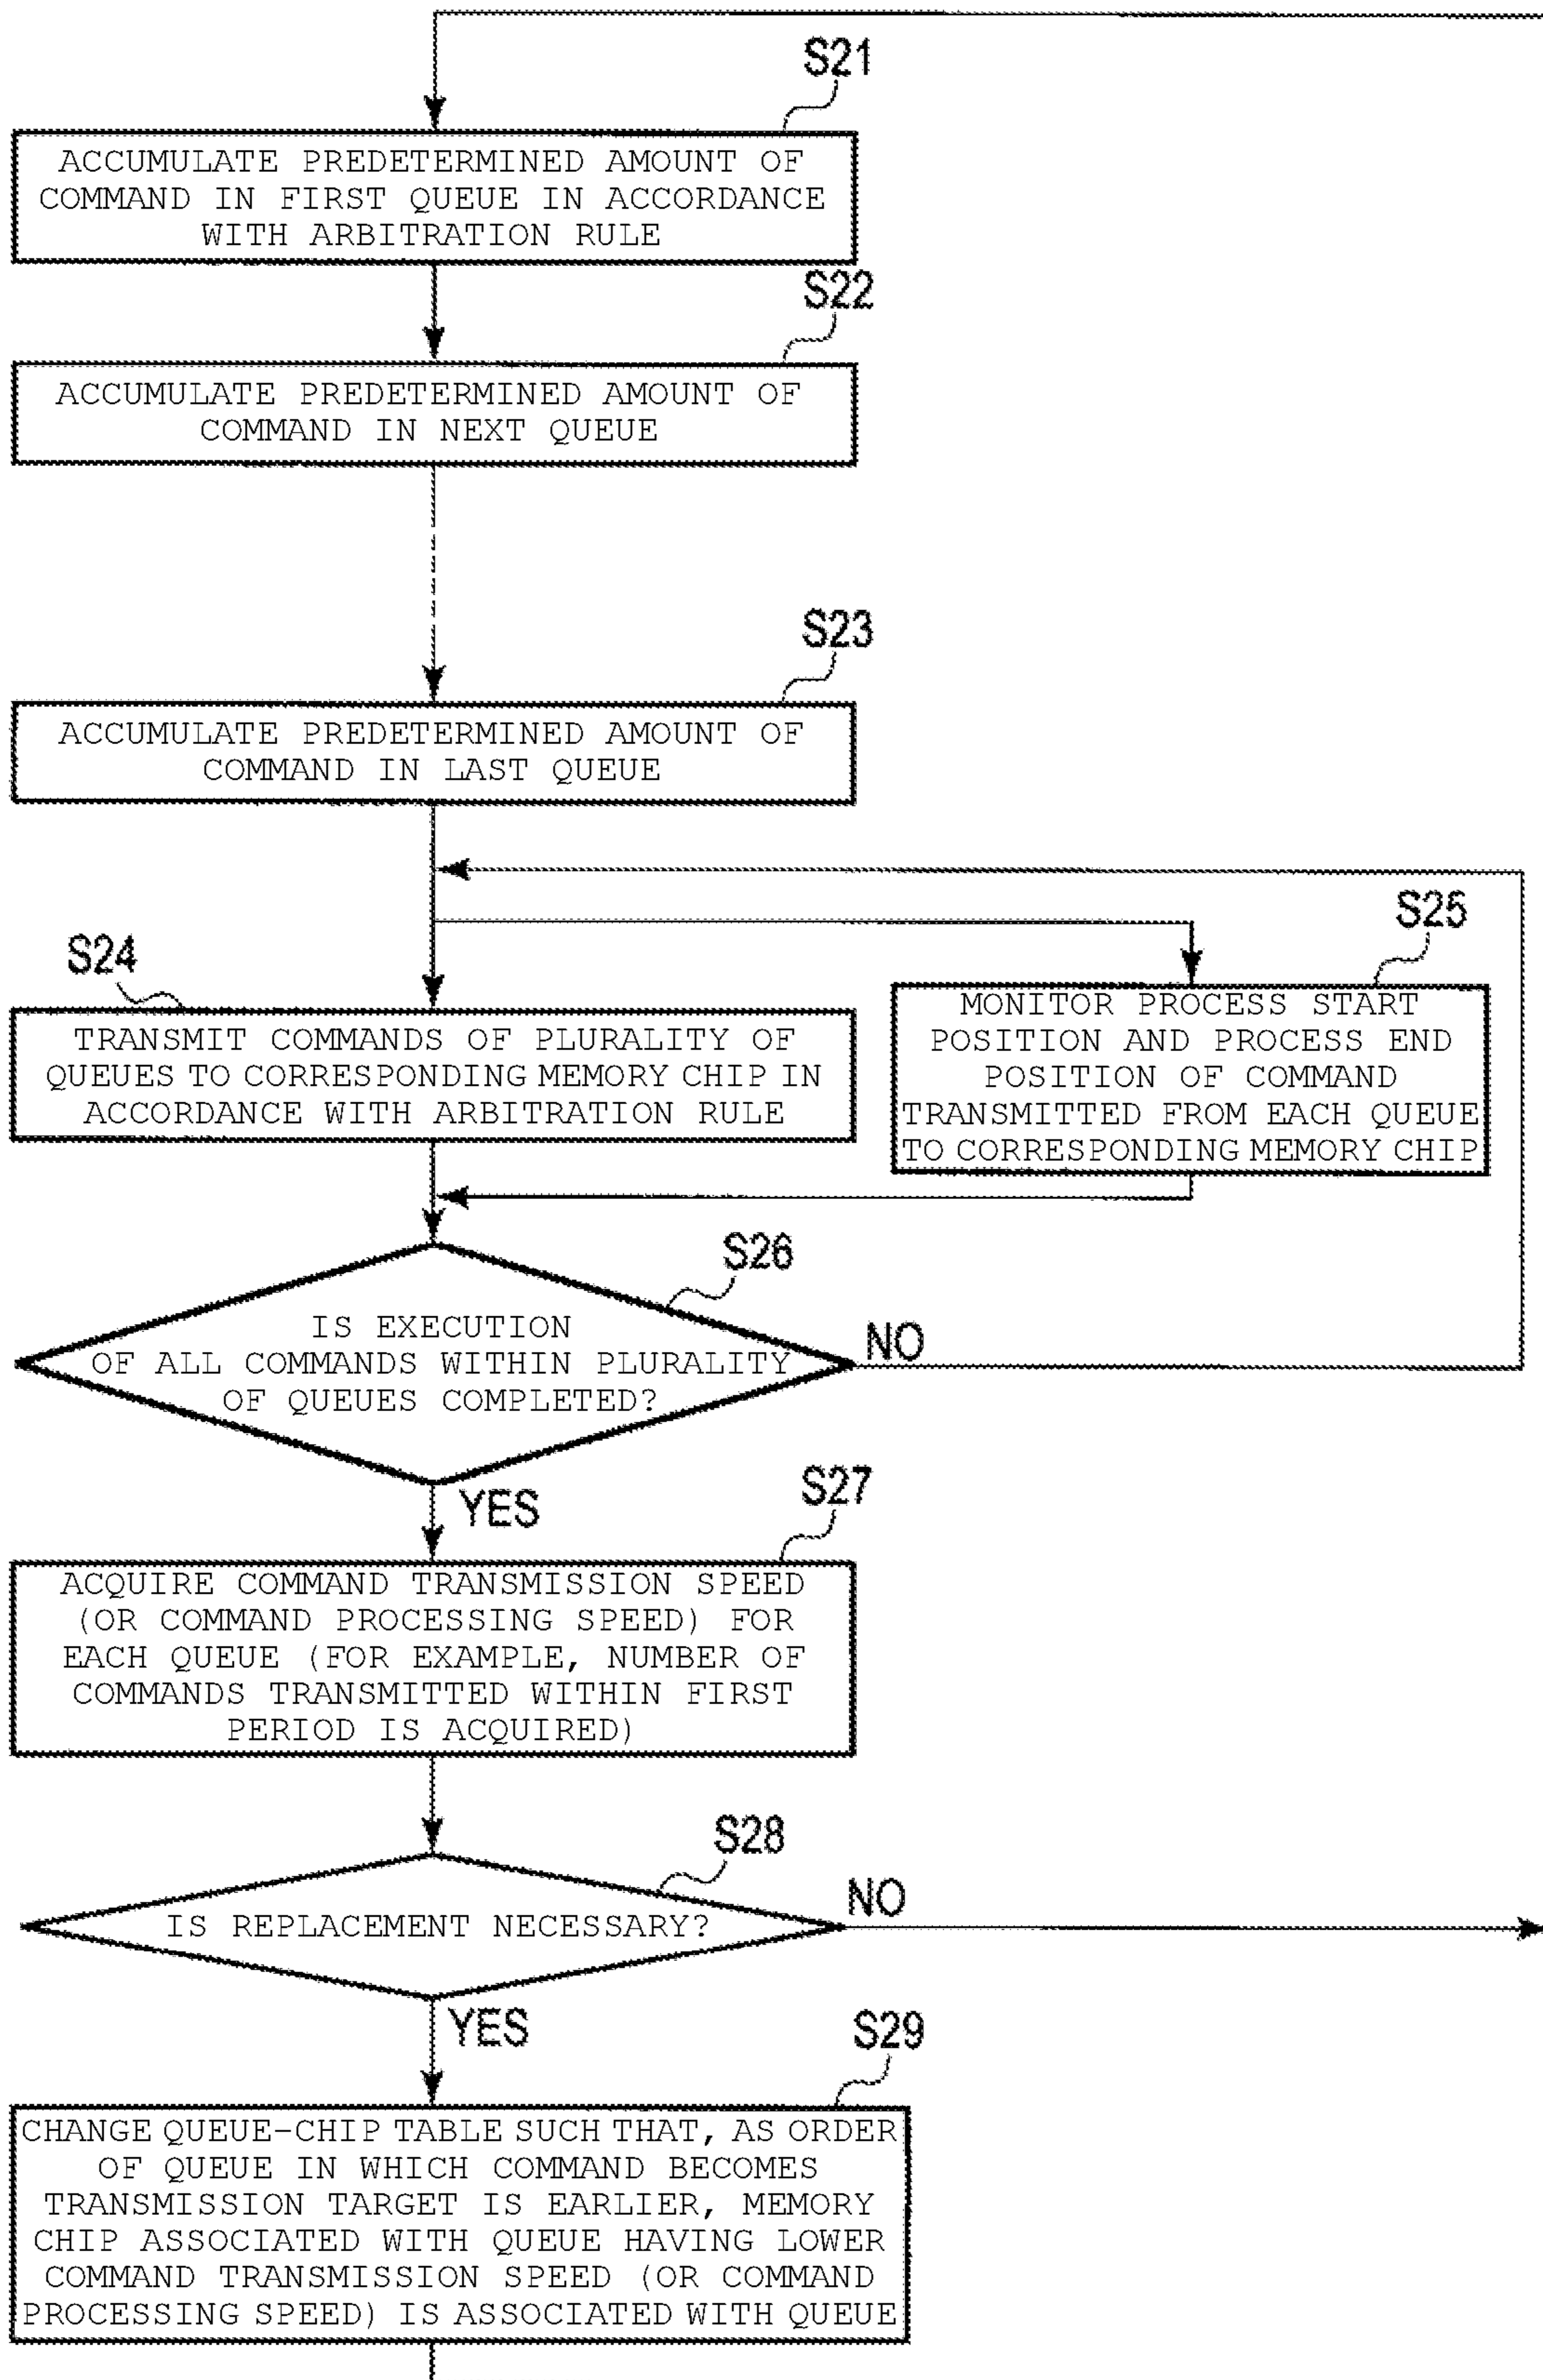 S21
ACCUMULATE PREDETERMINED AMOUNT OF
COMMAND IN FIRST QUEUE IN ACCORDANCE
WITH ARBITRATION RULE
S22
ACCUMULATE PREDETERMINED AMOUNT OF
COMMAND IN NEXT QUEUE
S23
ACCUMULATE PREDETERMINED AMOUNT OF
COMMAND IN LAST QUEUE
S24
TRANSMIT COMMANDS OF PLURALITY OF
QUEUES TO CORRESPONDING MEMORY CHIP IN
ACCORDANCE WITH ARBITRATION RULE
S25
MONITOR PROCESS START
POSITION AND PROCESS END
POSITION OF COMMAND
TRANSMITTED FROM EACH QUEUE
TO CORRESPONDING MEMORY CHIP
S26
IS EXECUTION
OF ALL COMMANDS WITHIN PLURALITY
OF QUEUES COMPLETED?
NO
YES
S27
ACQUIRE COMMAND TRANSMISSION SPEED
(OR COMMAND PROCESSING SPEED) FOR
EACH QUEUE (FOR EXAMPLE, NUMBER OF
COMMANDS TRANSMITTED WITHIN FIRST
PERIOD IS ACQUIRED)
S28
IS REPLACEMENT NECESSARY?
NO
YES
S29
CHANGE QUEUE-CHIP TABLE SUCH THAT, AS ORDER
OF QUEUE IN WHICH COMMAND BECOMES
TRANSMISSION TARGET IS EARLIER, MEMORY
CHIP ASSOCIATED WITH QUEUE HAVING LOWER
COMMAND TRANSMISSION SPEED (OR COMMAND
PROCESSING SPEED) IS ASSOCIATED WITH QUEUE